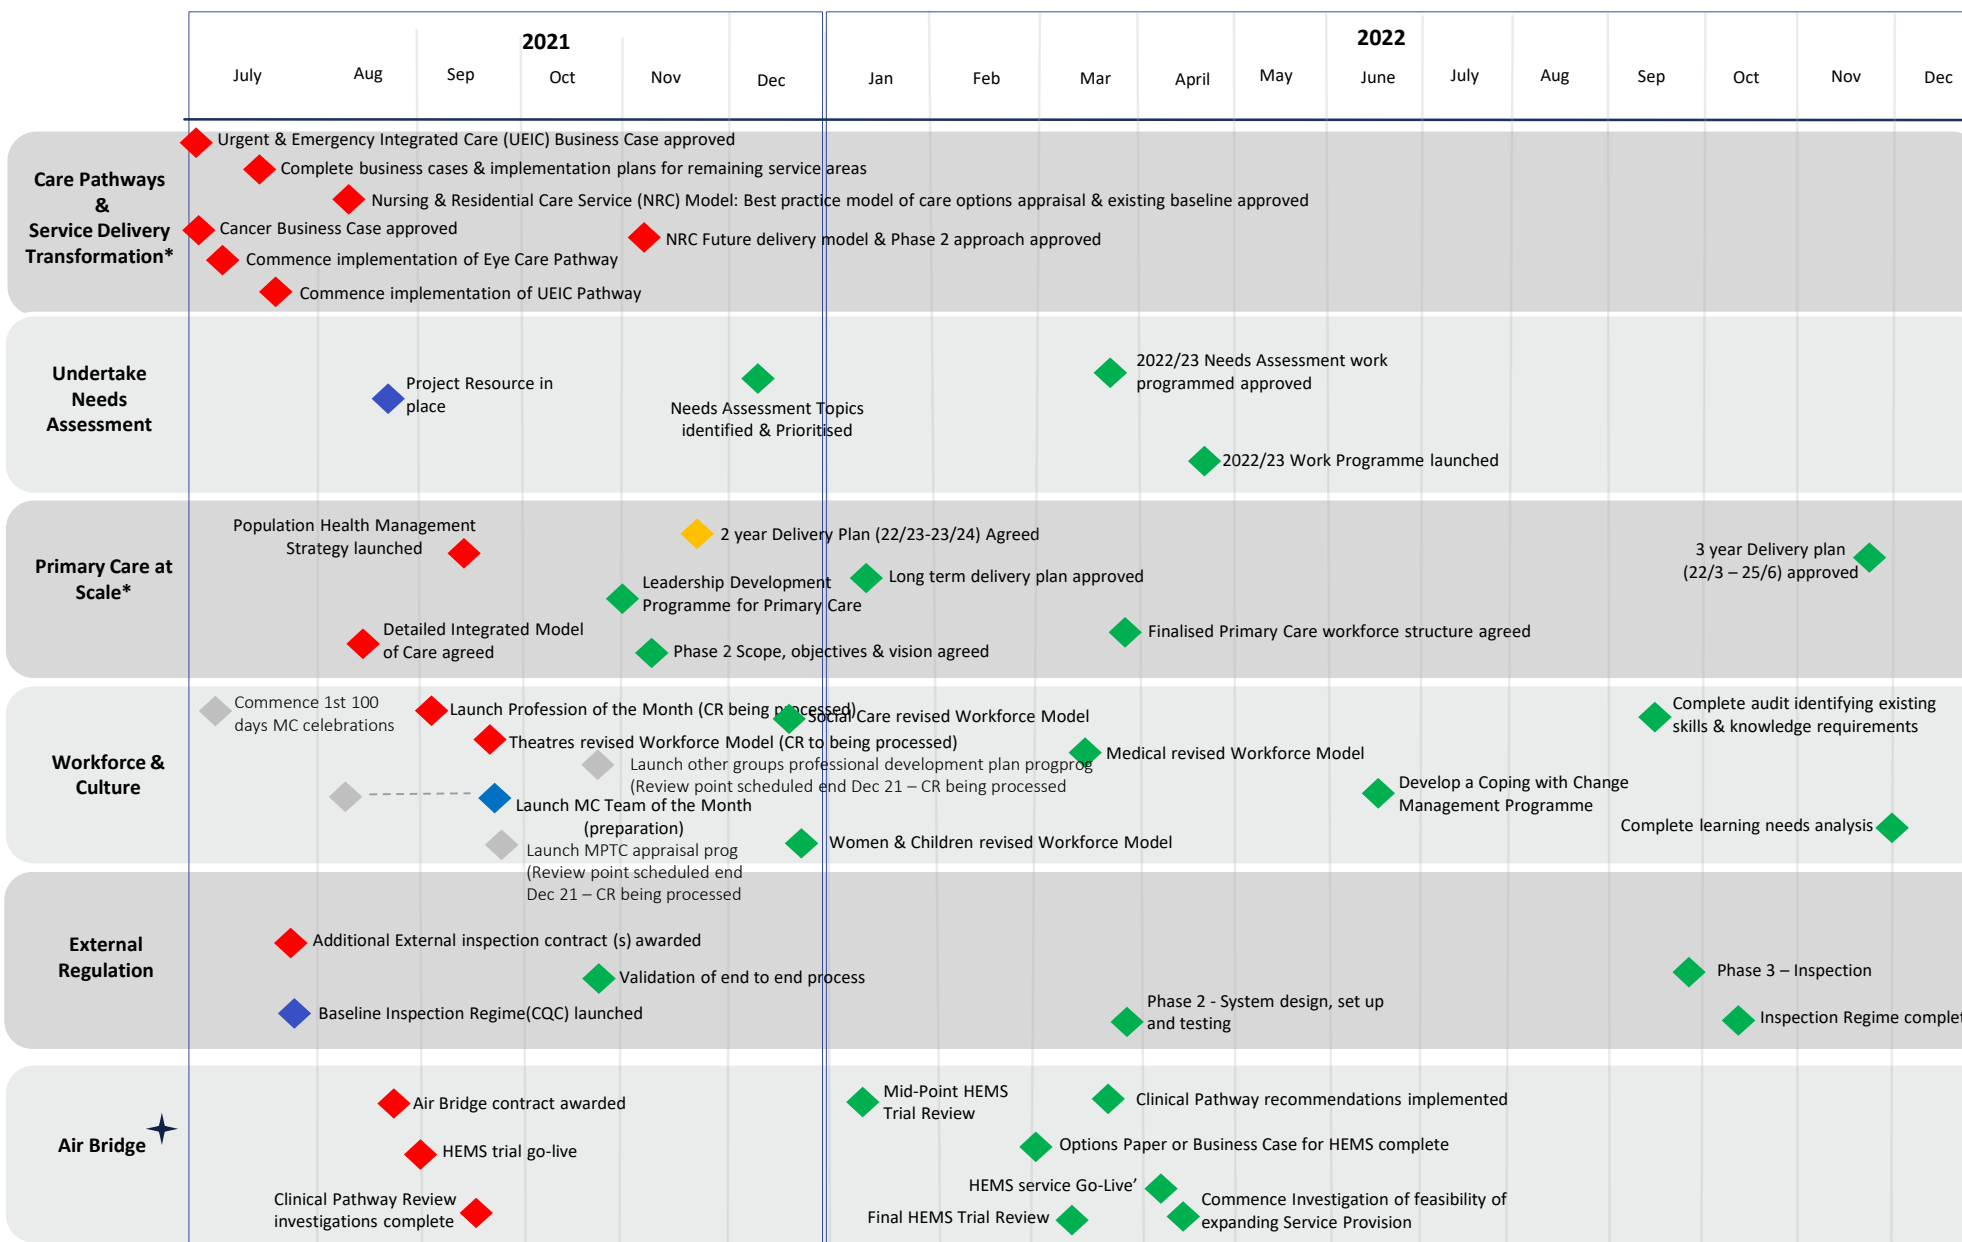 2021
2022
July
Aug
Sep
Oct
Nov
Dec
Jan
Feb
Mar
April
May
June
July
Aug
Sep
Oct
Nov
Dec
Care Pathways
&
Service Delivery
Transformation*
Urgent & Emergency Integrated Care (UEIC) Business Case approved
Complete business cases & implementation plans for remaining service areas
Nursing & Residential Care Service (NRC) Model: Best practice model of care options appraisal & existing baseline approved
Cancer Business Case approved
NRC Future delivery model & Phase 2 approach approved
Commence implementation of Eye Care Pathway
Commence implementation of UEIC Pathway
Undertake
Needs
Assessment
Project Resource in
place
Needs Assessment Topics
identified & Prioritised
2022/23 Needs Assessment work
programmed approved
2022/23 Work Programme launched
Primary Care at
Scale*
Population Health Management
Strategy launched
2 year Delivery Plan (22/23-23/24) Agreed
Leadership Development
Programme for Primary Care
Long term delivery plan approved
3 year Delivery plan
(22/3 – 25/6) approved
Detailed Integrated Model
of Care agreed
Phase 2 Scope, objectives & vision agreed
Finalised Primary Care workforce structure agreed
Workforce &
Culture
Commence 1st 100
days MC celebrations
Launch Profession of the Month (CR being processed)
Social Care revised Workforce Model
Theatres revised Workforce Model (CR to being processed)
Launch other groups professional development plan progprog
(Review point scheduled end Dec 21 – CR being processed
Medical revised Workforce Model
Complete audit identifying existing
skills & knowledge requirements
Launch MC Team of the Month
(preparation)
Develop a Coping with Change
Management Programme
Launch MPTC appraisal prog
(Review point scheduled end
Dec 21 – CR being processed
Women & Children revised Workforce Model
Complete learning needs analysis
External
Regulation
Additional External inspection contract (s) awarded
Validation of end to end process
Baseline Inspection Regime(CQC) launched
Phase 2 - System design, set up
and testing
Phase 3 – Inspection
Inspection Regime complet
Air Bridge
Air Bridge contract awarded
HEMS trial go-live
Clinical Pathway Review
investigations complete
Mid-Point HEMS
Trial Review
Clinical Pathway recommendations implemented
Options Paper or Business Case for HEMS complete
HEMS service Go-Live’
Final HEMS Trial Review
Commence Investigation of feasibility of
expanding Service Provision